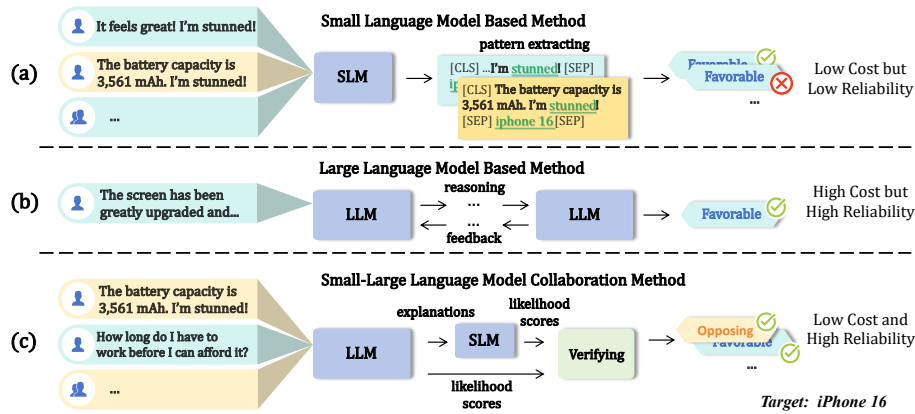 Small Language Model Based Method
It feels great! I'm stunned!
pattern extracting
(a)
The battery capacity is
3,561 mAh. I'm stunned!
SLM
[CLS] ...I'm stunned! [SEP]
[CLS] The battery capacity is
3,561 mAh. I'm stunned!
[SEP] iphone 16 [SEP]
Favorable
Favorable
...
Low Cost but
Low Reliability
...
Large Language Model Based Method
(b)
The screen has been
greatly upgraded and...
LLM
reasoning
...
...
feedback
LLM
Favorable
High Cost but
High Reliability
Small-Large Language Model Collaboration Method
(c)
The battery capacity is
3,561 mAh. I'm stunned!
How long do I have
to work before I can afford it?
...
LLM
explanations
SLM
likelihood
scores
likelihood
scores
Verifying
Opposing
Favorable
...
Low Cost and
High Reliability
Target: iPhone 16